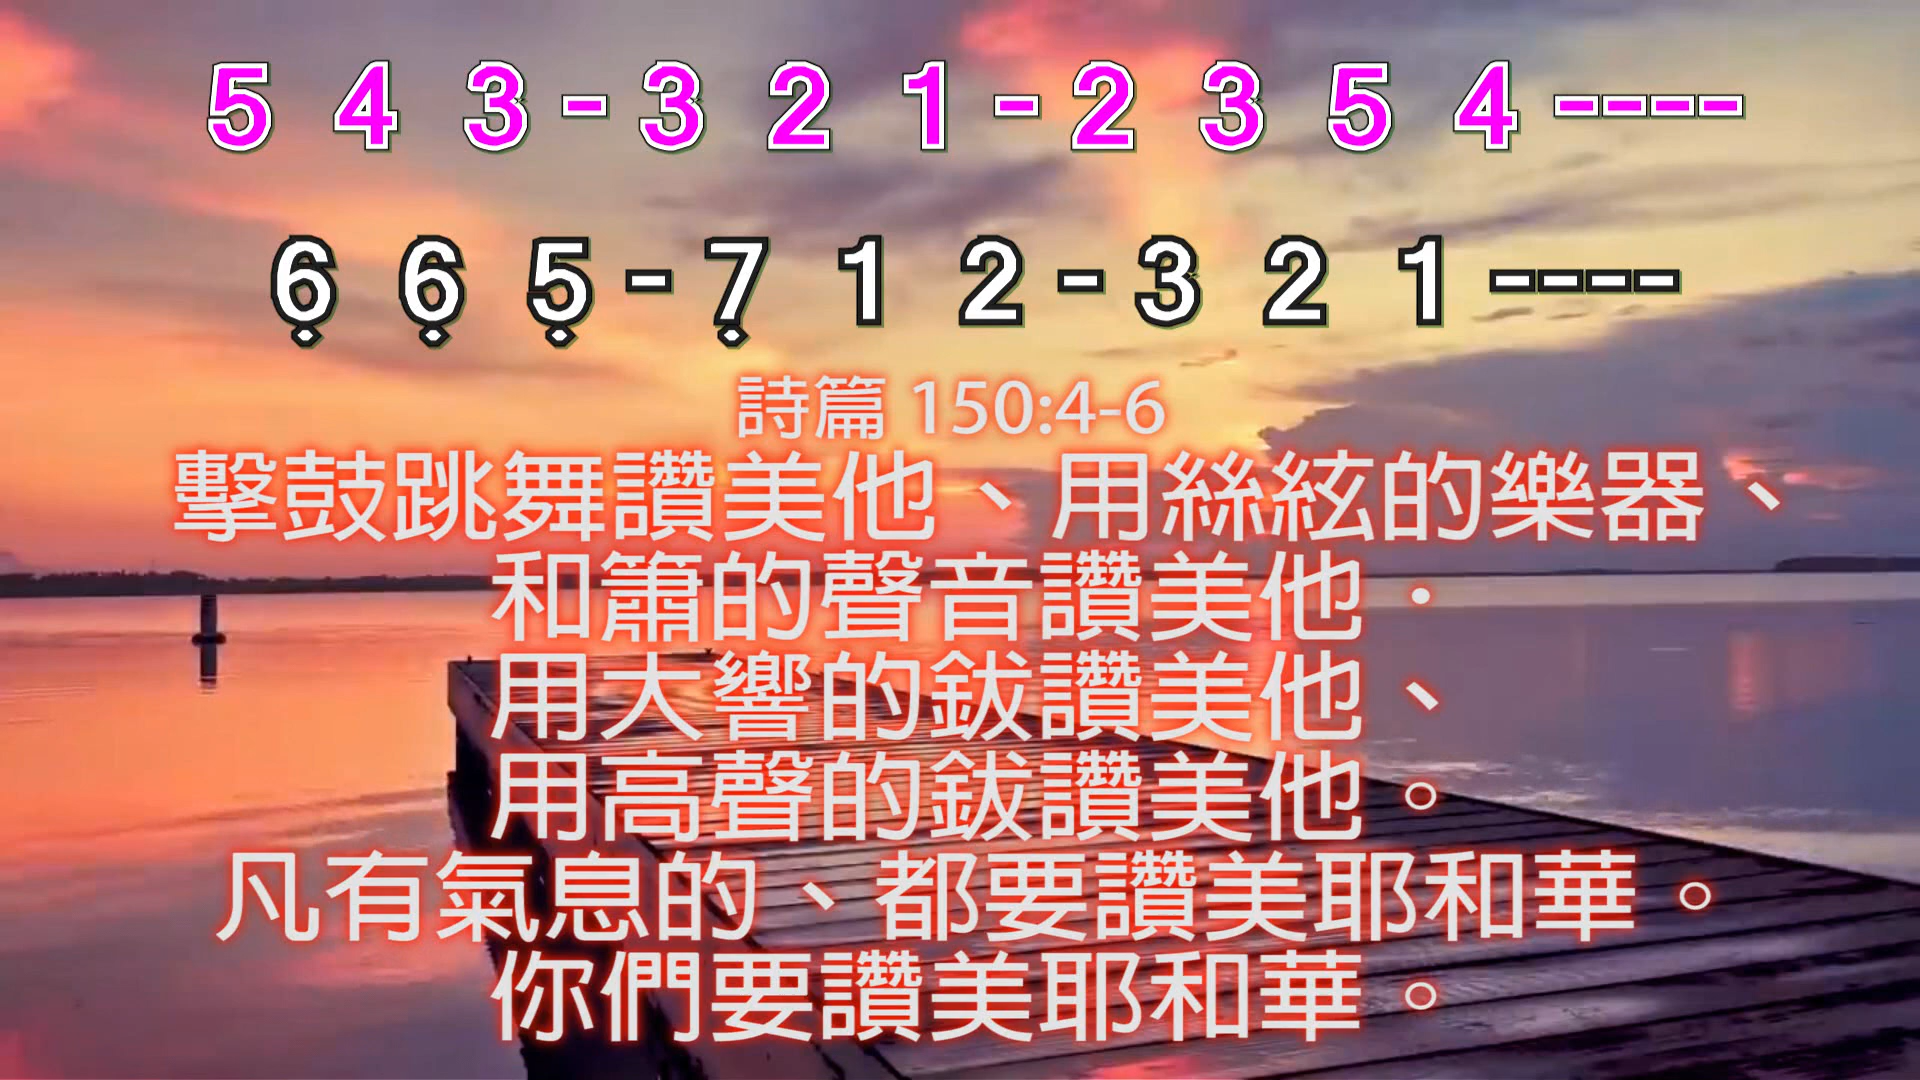 5 4 3-3 2 1-2 3 5 4----
6̣ 6̣ 5̣-7̣ 1 2-3 2 1----
詩篇 150:4-6
擊鼓跳舞讚美他、用絲絃的樂器、
和簫的聲音讚美他．
用大響的鈸讚美他、
用高聲的鈸讚美他。
凡有氣息的、都要讚美耶和華。
你們要讚美耶和華。